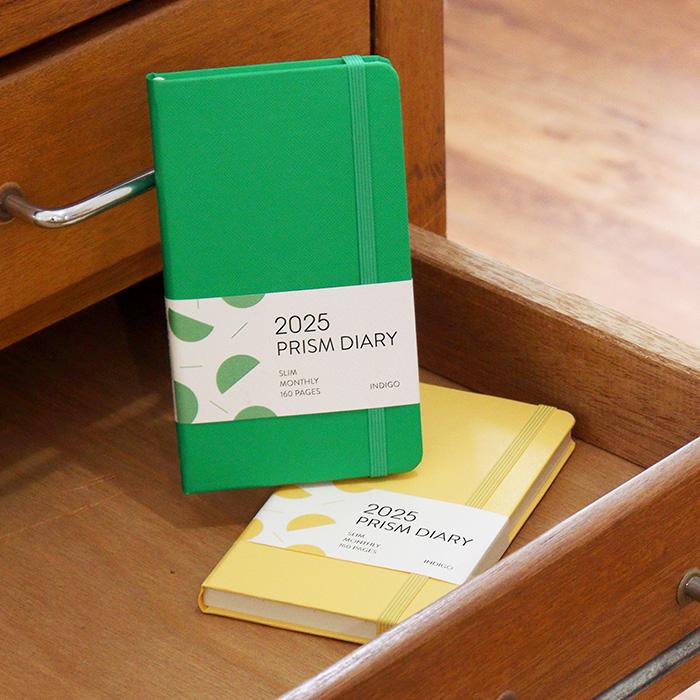 2025
PRISM DIARY
SLIM
MONTHLY
160 PAGES
INDIGO
2025
PRISM DIARY
SLIM
MONTHLY
160 PAGES
INDIGO